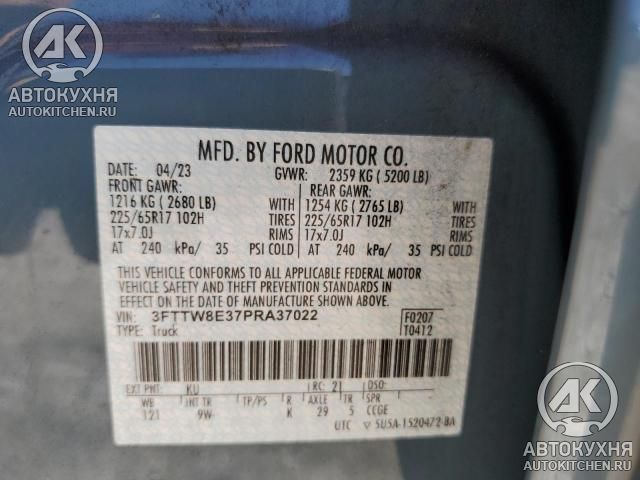 AK
АВТОКУХНЯ
AUTOKITCHEN.RU
MFD. BY FORD MOTOR CO.
DATE: 04/23 GVWR: 2359 KG ( 5200 LB)
FRONT GAWR: REAR GAWR:
1216 KG ( 2680 LB) WITH 1254 KG ( 2765 LB) WITH
225/65R17 102H TIRES 225/65R17 102H TIRES
17x7.0J RIMS 17x7.0J RIMS
AT 240 kPa/ 35 PSI COLD AT 240 kPa/ 35 PSI COLD
THIS VEHICLE CONFORMS TO ALL APPLICABLE FEDERAL MOTOR
VEHICLE SAFETY AND THEFT PREVENTION STANDARDS IN
EFFECT ON THE DATE OF MANUFACTURE SHOWN ABOVE.
VIN: 3FTTW8E37PRA37022 F0207
TYPE: Truck T0412
EXT PNT: KU RC: 21 DSO:
WB INT TR TP/PS R AXLE TR SPR
121 9W K 29 5 CCGE
UTC ▽ 5U5A-1520472-BA
AK
АВТОКУХНЯ
AUTOKITCHEN.RU